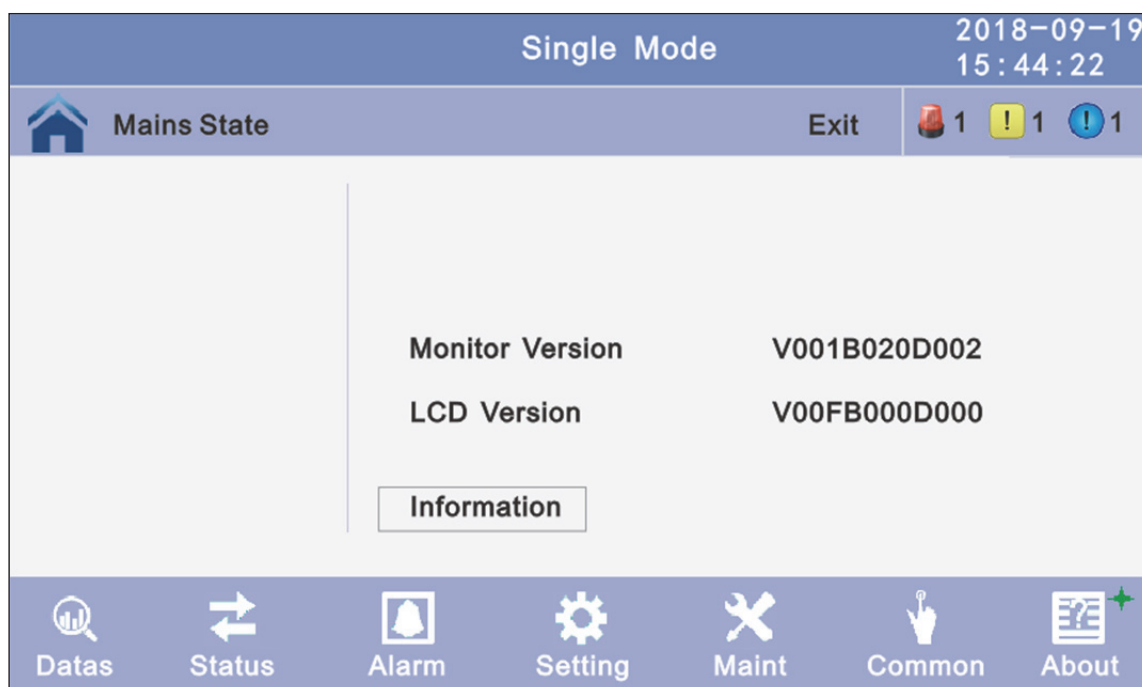 Single Mode
2018-09-19
15:44:22
Mains State
Exit
1
! 1
! 1
Monitor Version V001B020D002
LCD Version V00FB000D000
Information
?
Datas Status Alarm Setting Maint Common About